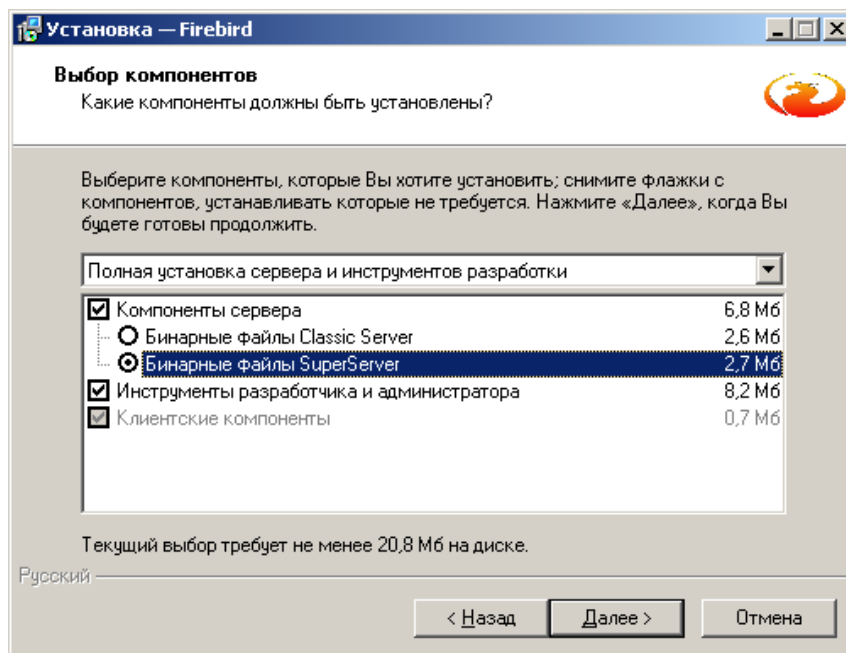 Установка — Firebird
Выбор компонентов
Какие компоненты должны быть установлены?
Выберите компоненты, которые Вы хотите установить; снимите флажки с
компонентов, устанавливать которые не требуется. Нажмите «Далее», когда Вы
будете готовы продолжить.
Полная установка сервера и инструментов разработки
Компоненты сервера 6,8 Мб
Бинарные файлы Classic Server 2,6 Мб
Бинарные файлы SuperServer 2,7 Мб
Инструменты разработчика и администратора 8,2 Мб
Клиентские компоненты 0,7 Мб
Текущий выбор требует не менее 20,8 Мб на диске.
Русский
< Назад Далее > Отмена